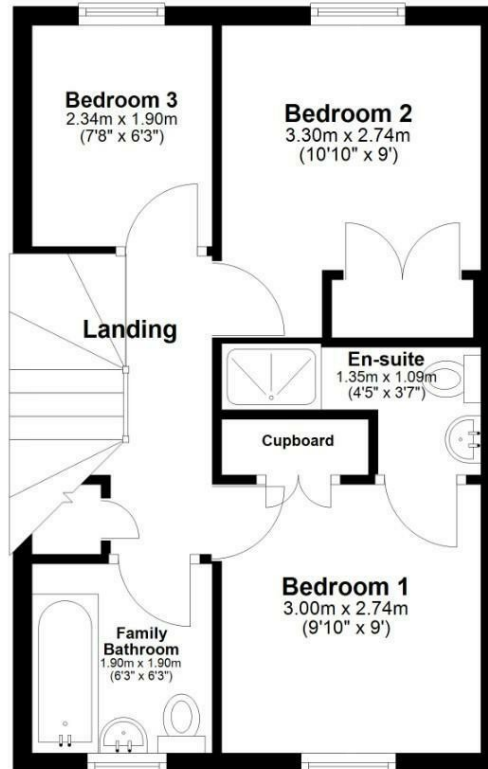 Bedroom 3
2.34m x 1.90m
(7'8" x 6'3")
Bedroom 2
3.30m x 2.74m
(10'10" x 9')
Landing
En-suite
1.35m x 1.09m
(4'5" x 3'7")
Cupboard
Bedroom 1
3.00m x 2.74m
(9'10" x 9')
Family
Bathroom
1.90m x 1.90m
(6'3" x 6'3")